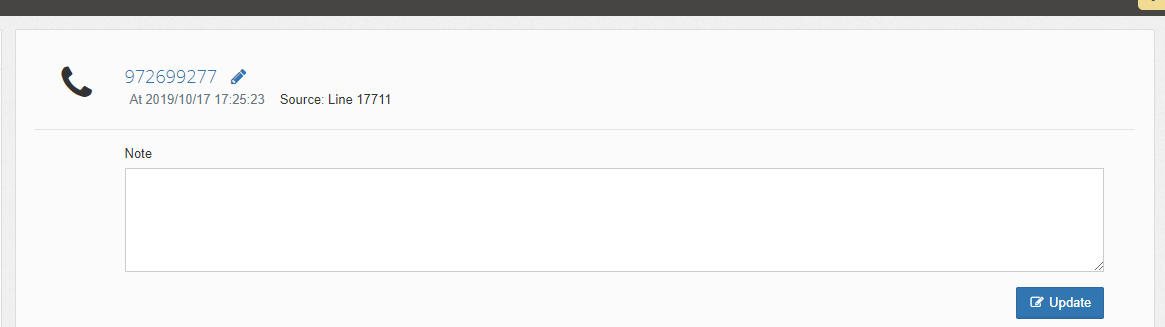 972699277
At 2019/10/17 17:25:23 Source: Line 17711
Note
Update